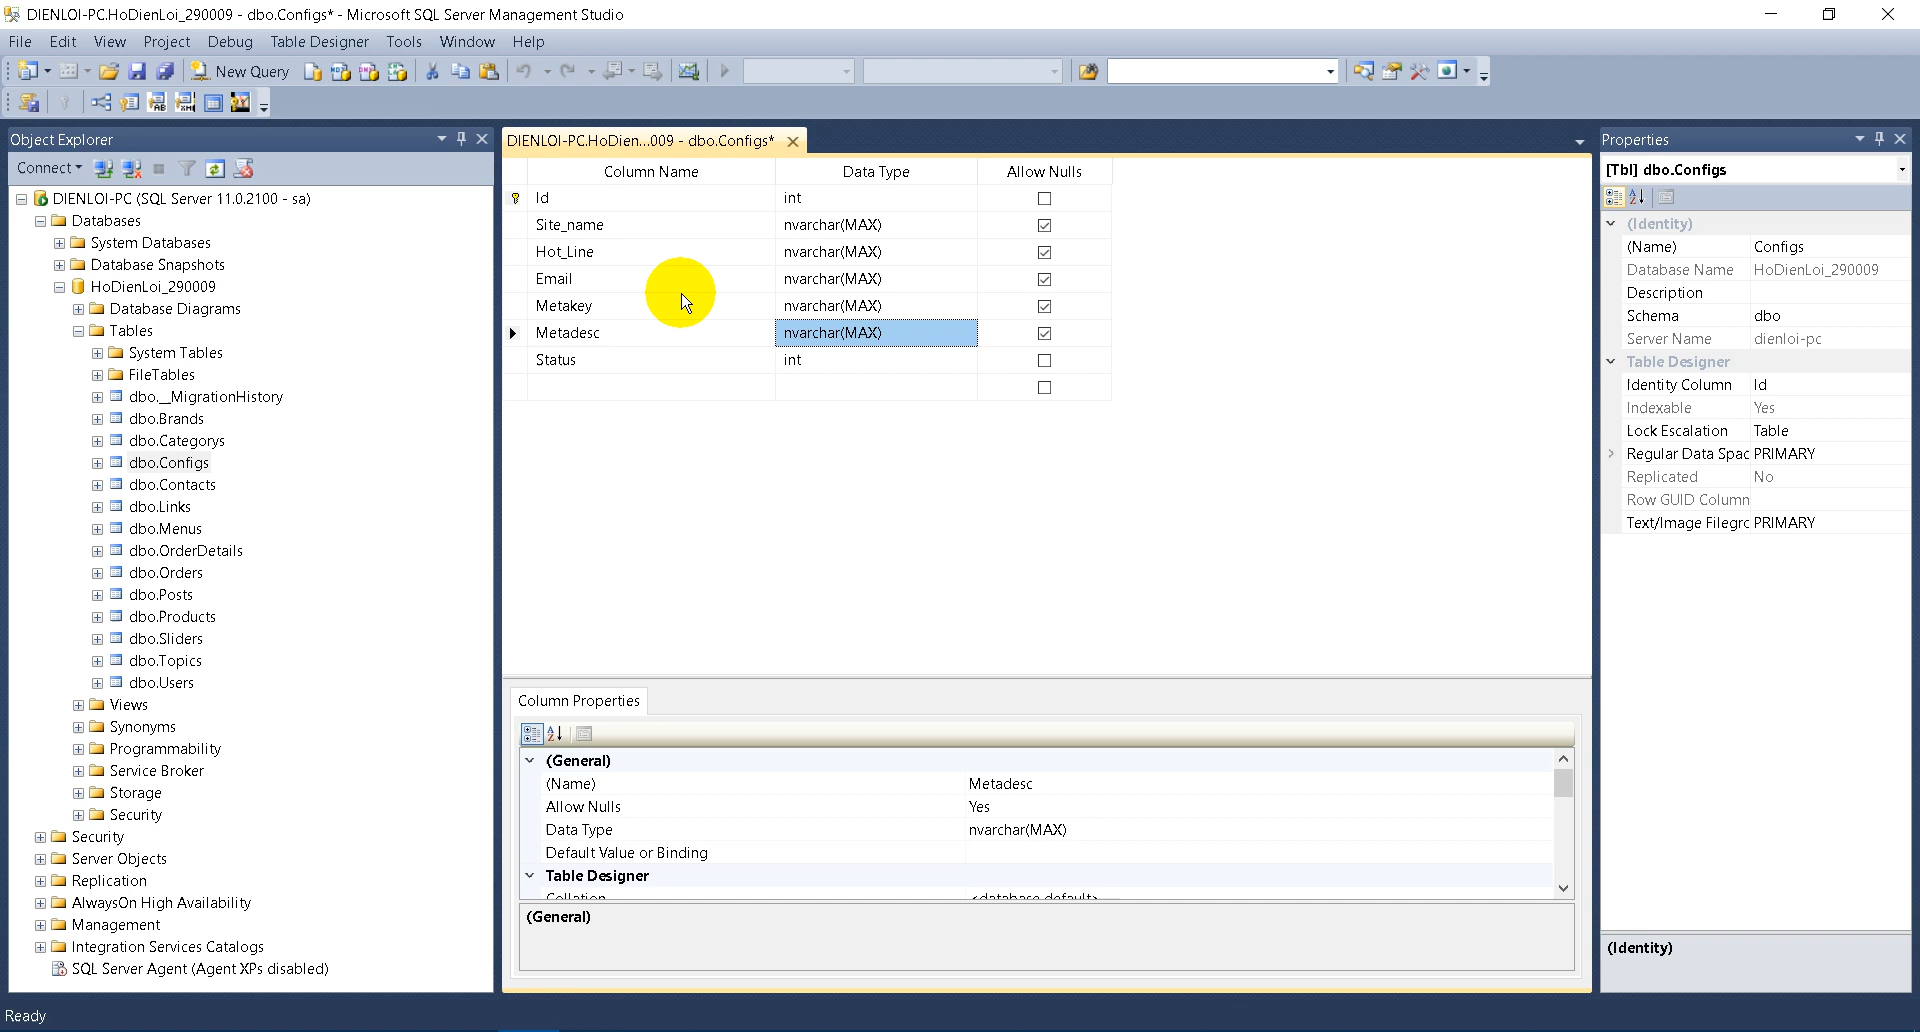 DIENLOI-PC.HoDienLoi_290009 - dbo.Configs* - Microsoft SQL Server Management Studio
File Edit View Project Debug Table Designer Tools Window Help
New Query
Object Explorer
Connect
DIENLOI-PC (SQL Server 11.0.2100 - sa)
Databases
System Databases
Database Snapshots
HoDienLoi_290009
Database Diagrams
Tables
System Tables
FileTables
dbo.__MigrationHistory
dbo.Brands
dbo.Categorys
dbo.Configs
dbo.Contacts
dbo.Links
dbo.Menus
dbo.OrderDetails
dbo.Orders
dbo.Posts
dbo.Products
dbo.Sliders
dbo.Topics
dbo.Users
Views
Synonyms
Programmability
Service Broker
Storage
Security
Security
Server Objects
Replication
AlwaysOn High Availability
Management
Integration Services Catalogs
SQL Server Agent (Agent XPs disabled)
DIENLOI-PC.HoDien...009 - dbo.Configs*
Column Name Data Type Allow Nulls
Id int
Site_name nvarchar(MAX)
Hot_Line nvarchar(MAX)
Email nvarchar(MAX)
Metakey nvarchar(MAX)
Metadesc nvarchar(MAX)
Status int
Column Properties
(General)
(Name) Metadesc
Allow Nulls Yes
Data Type nvarchar(MAX)
Default Value or Binding
Table Designer
Collation <database default>
(General)
Properties
[Tbl] dbo.Configs
(Identity)
(Name) Configs
Database Name HoDienLoi_290009
Description
Schema dbo
Server Name dienloi-pc
Table Designer
Identity Column Id
Indexable Yes
Lock Escalation Table
Regular Data Spac PRIMARY
Replicated No
Row GUID Column
Text/Image Filegrc PRIMARY
(Identity)
Ready